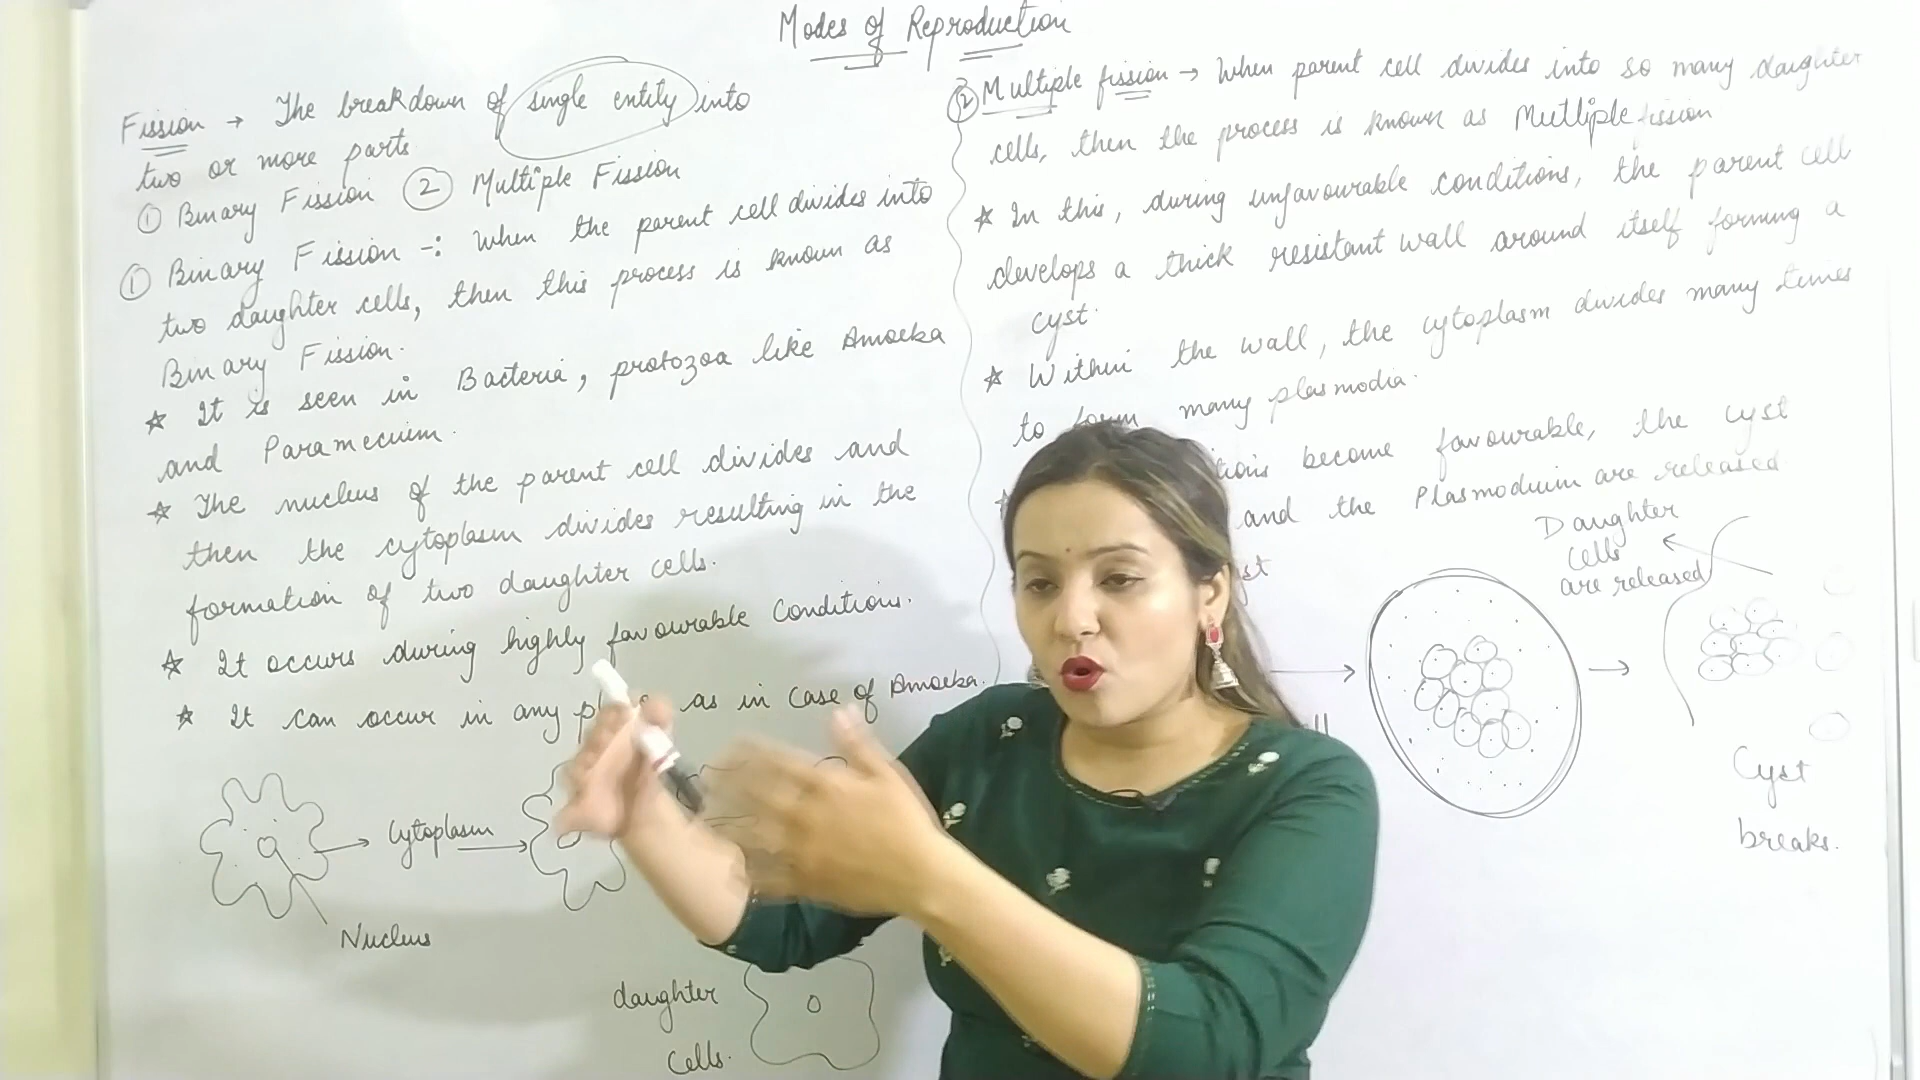 Modes of Reproduction
Fission → The breakdown of single entity into
two or more parts.
① Binary Fission ② Multiple Fission
① Binary Fission -: When the parent cell divides into
two daughter cells, then this process is known as
Binary Fission.
☆ It is seen in Bacteria, protozoa like Amoeba
and Paramecium.
☆ The nucleus of the parent cell divides and
then the cytoplasm divides resulting in the
formation of two daughter cells.
☆ It occurs during highly favourable Conditions.
☆ It can occur in any as in case of Amoeba.
Cytoplasm
Nucleus
daughter
Cells.
② Multiple fission → When parent cell divides into so many daughter
cells, then the process is known as Mutliple fission
☆ In this, during unfavourable conditions, the parent cell
develops a thick resistant wall around itself forming a
cyst.
☆ Within the wall, the cytoplasm divides many times
to form many plasmodia.
become favourable, the cyst
and the Plasmodium are released
Daughter
cells
are released
Cyst
breaks.